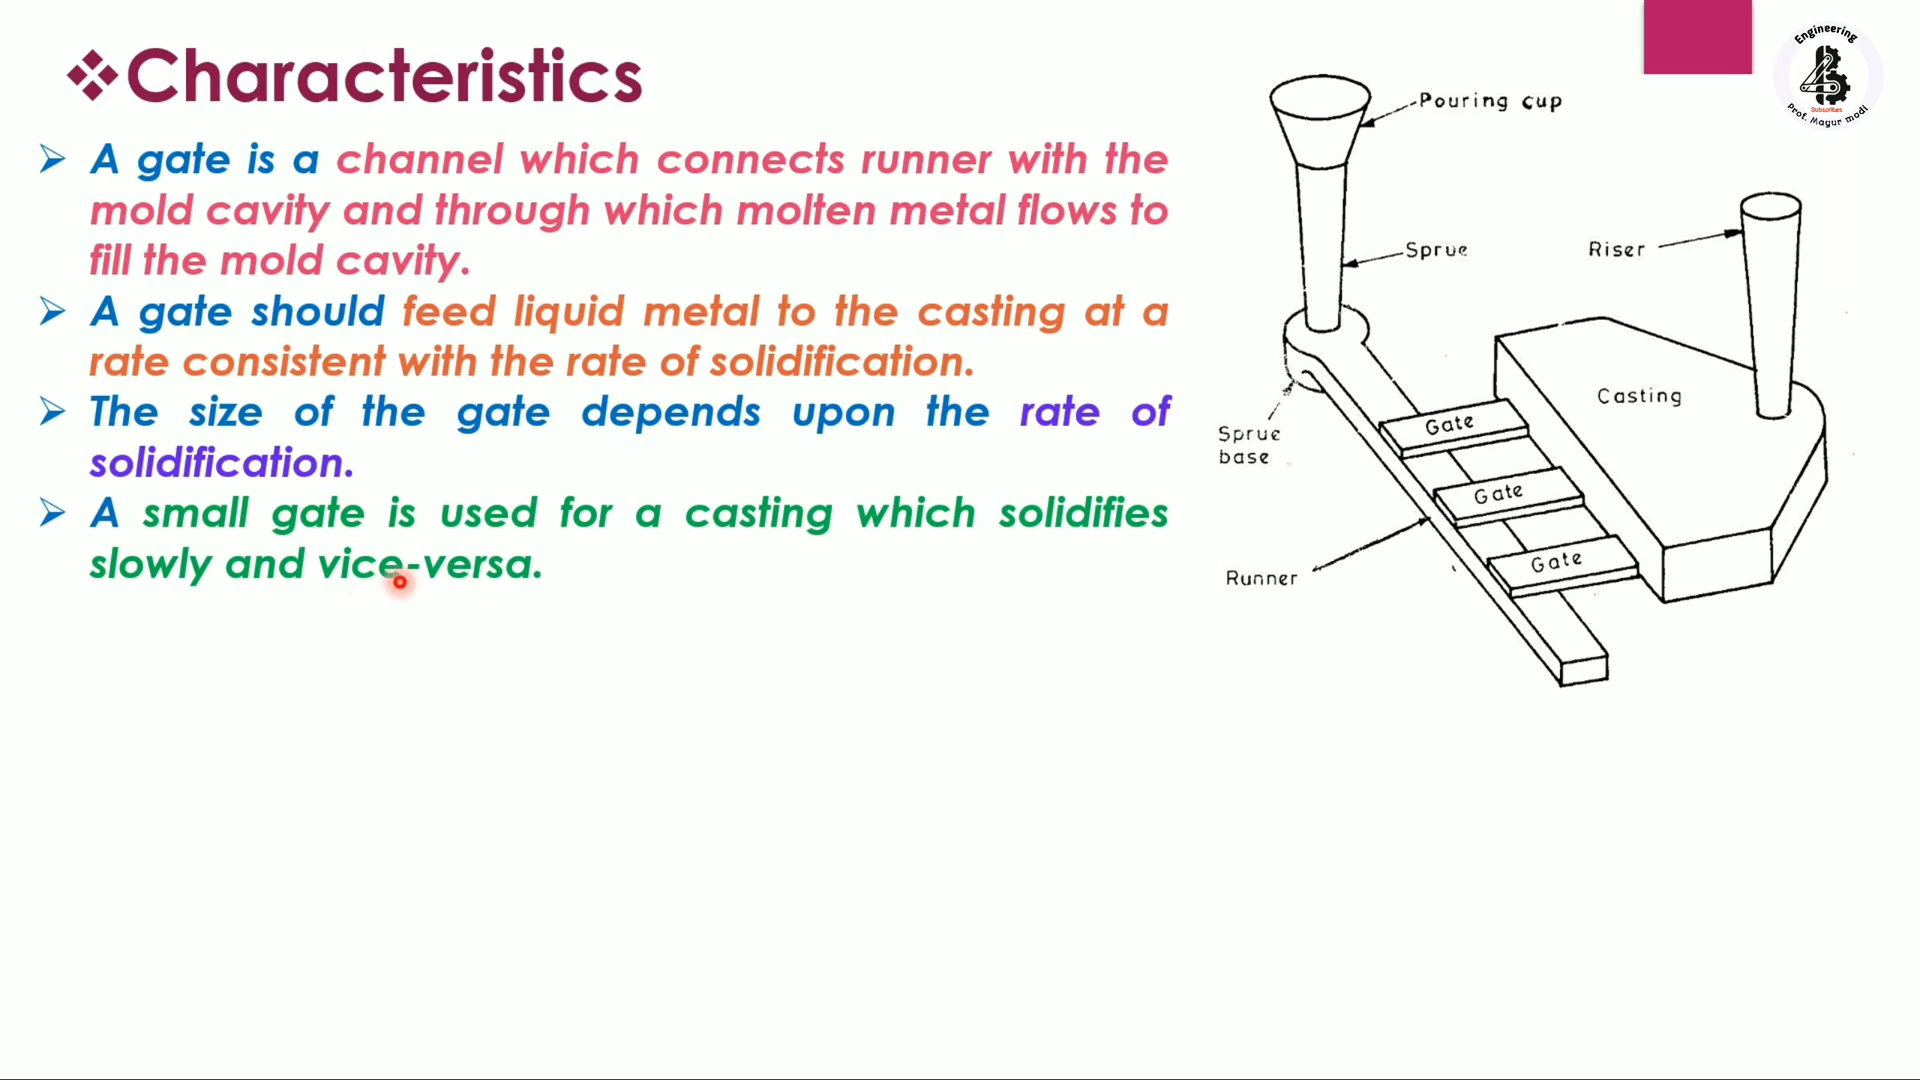 Characteristics
A gate is a channel which connects runner with the
mold cavity and through which molten metal flows to
fill the mold cavity.
A gate should feed liquid metal to the casting at a
rate consistent with the rate of solidification.
The size of the gate depends upon the rate of
solidification.
A small gate is used for a casting which solidifies
slowly and vice-versa.
Pouring cup
Sprue
Riser
Casting
Sprue
base
Gate
Gate
Gate
Runner
Engineering
Subscribes
Prof. Mayur modi